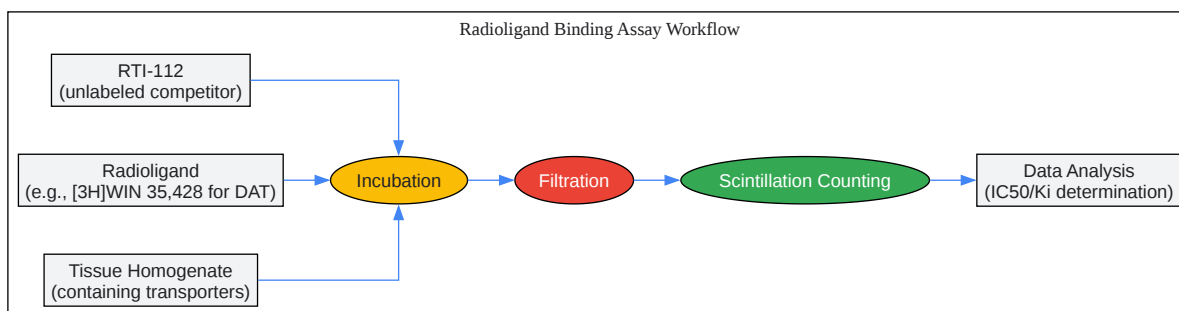 Radioligand Binding Assay Workflow
RTI-112
(unlabeled competitor)
Radioligand
(e.g., [3H]WIN 35,428 for DAT)
Tissue Homogenate
(containing transporters)
Incubation
Filtration
Scintillation Counting
Data Analysis
(IC50/Ki determination)